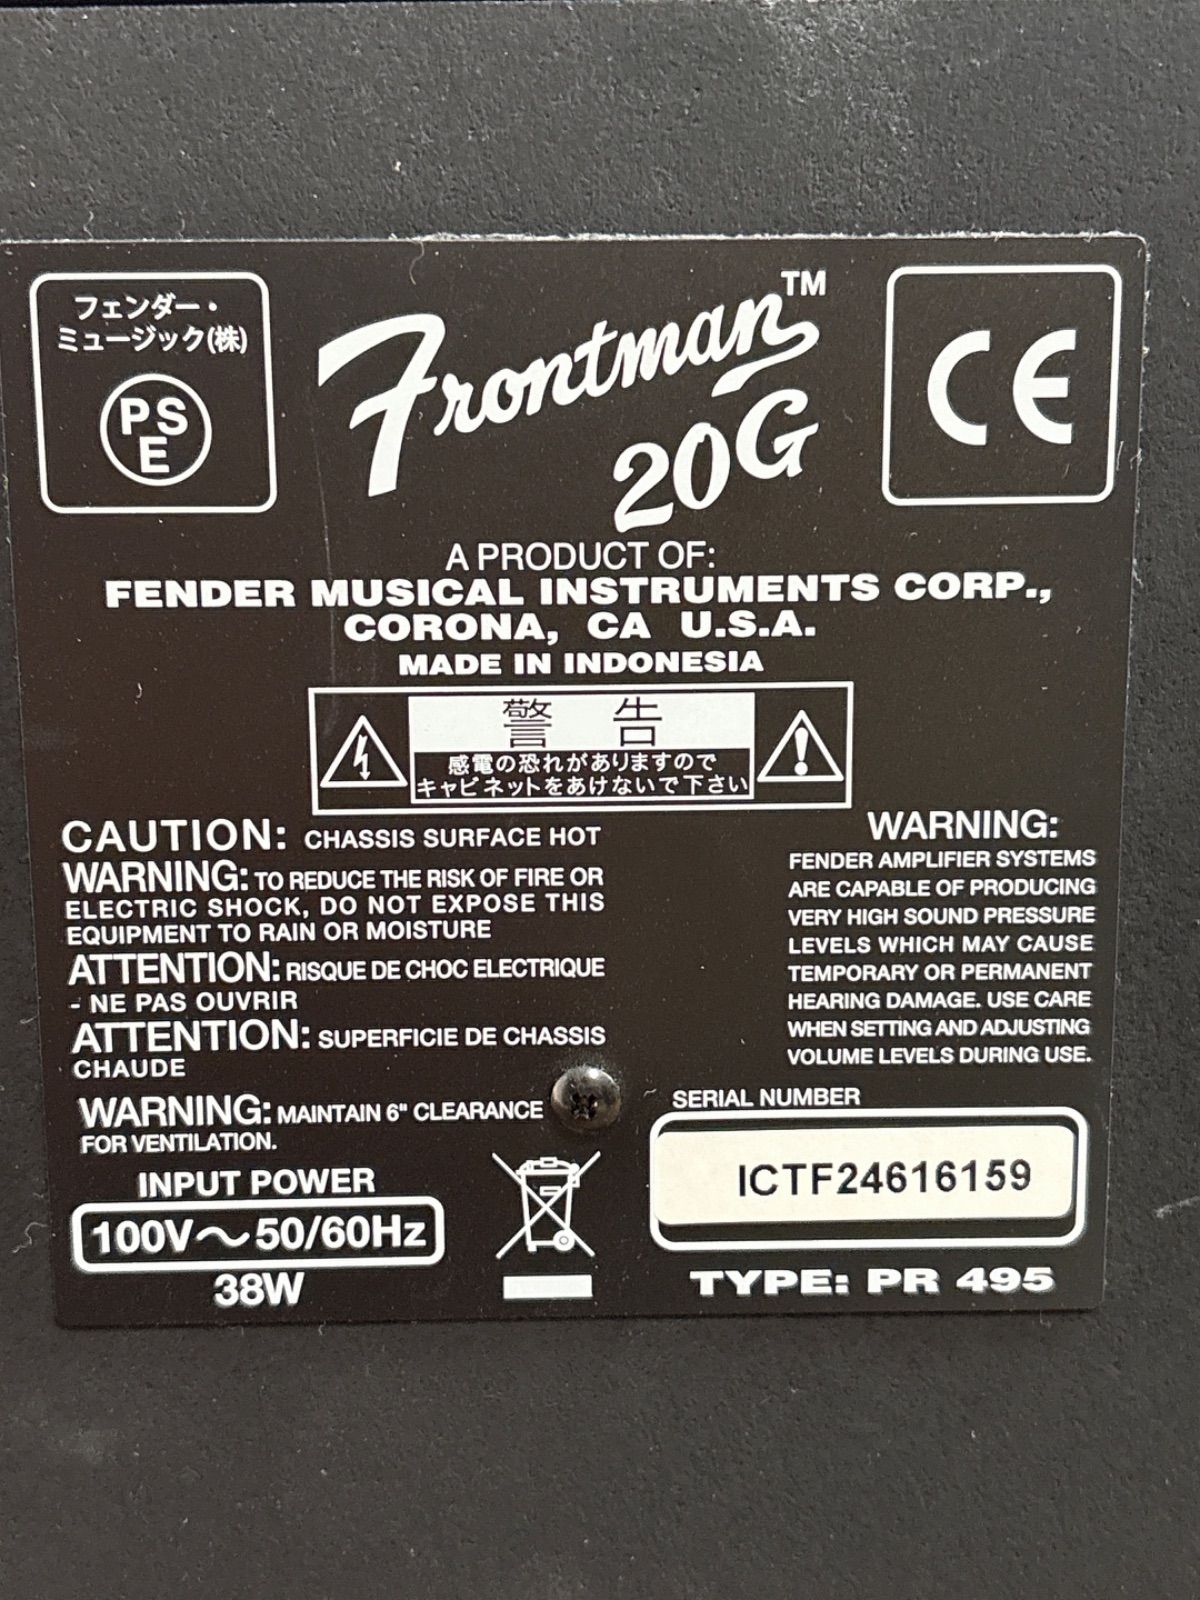 フェンダー・
ミュージック(株)
PS
E
Frontman™
20G
CE
A PRODUCT OF:
FENDER MUSICAL INSTRUMENTS CORP.,
CORONA, CA U.S.A.
MADE IN INDONESIA
警告
感電の恐れがありますので
キャビネットをあけないで下さい
CAUTION: CHASSIS SURFACE HOT
WARNING: TO REDUCE THE RISK OF FIRE OR
ELECTRIC SHOCK, DO NOT EXPOSE THIS
EQUIPMENT TO RAIN OR MOISTURE
ATTENTION: RISQUE DE CHOC ELECTRIQUE
- NE PAS OUVRIR
ATTENTION: SUPERFICIE DE CHASSIS
CHAUDE
WARNING: MAINTAIN 6" CLEARANCE
FOR VENTILATION.
INPUT POWER
100V～50/60Hz
38W
WARNING:
FENDER AMPLIFIER SYSTEMS
ARE CAPABLE OF PRODUCING
VERY HIGH SOUND PRESSURE
LEVELS WHICH MAY CAUSE
TEMPORARY OR PERMANENT
HEARING DAMAGE. USE CARE
WHEN SETTING AND ADJUSTING
VOLUME LEVELS DURING USE.
SERIAL NUMBER
ICTF24616159
TYPE: PR 495